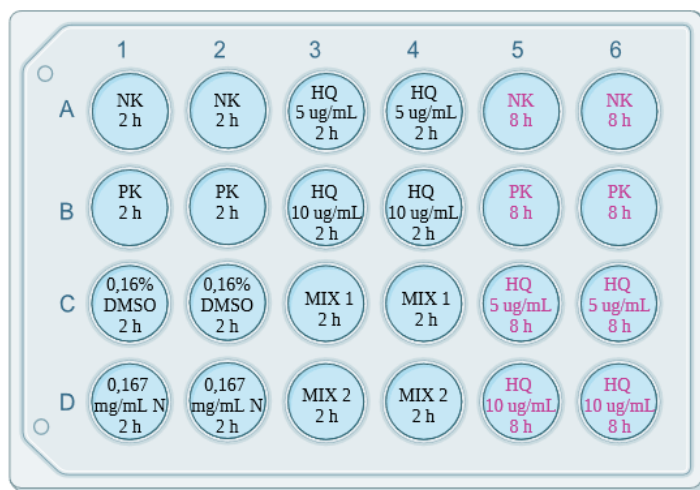 1 2 3 4 5 6
A
NK
2 h
NK
2 h
HQ
5 ug/mL
2 h
HQ
5 ug/mL
2 h
NK
8 h
NK
8 h
B
PK
2 h
PK
2 h
HQ
10 ug/mL
2 h
HQ
10 ug/mL
2 h
PK
8 h
PK
8 h
C
0,16%
DMSO
2 h
0,16%
DMSO
2 h
MIX 1
2 h
MIX 1
2 h
HQ
5 ug/mL
8 h
HQ
5 ug/mL
8 h
D
0,167
mg/mL N
2 h
0,167
mg/mL N
2 h
MIX 2
2 h
MIX 2
2 h
HQ
10 ug/mL
8 h
HQ
10 ug/mL
8 h